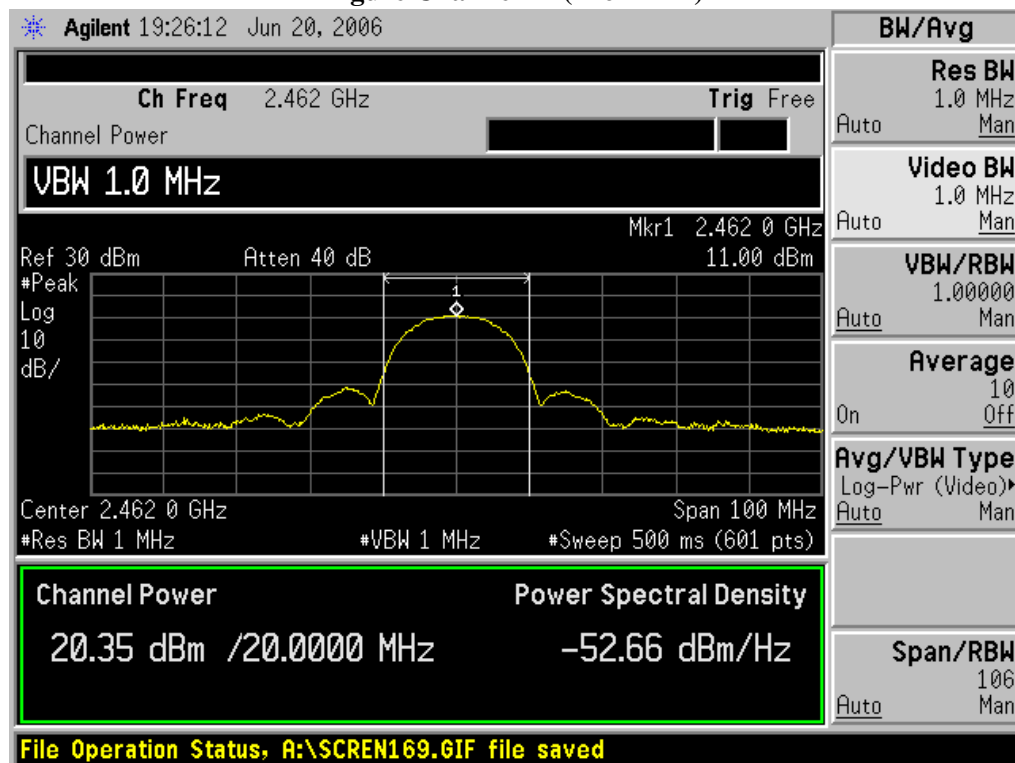 Agilent 19:26:12 Jun 20, 2006
BW/Avg
Ch Freq 2.462 GHz
Trig Free
Channel Power
VBW 1.0 MHz
Mkr1 2.462 0 GHz
Ref 30 dBm
Atten 40 dB
11.00 dBm
#Peak
Log
10
dB/
1
Center 2.462 0 GHz
Span 100 MHz
#Res BW 1 MHz
#VBW 1 MHz
#Sweep 500 ms (601 pts)
Channel Power
Power Spectral Density
20.35 dBm /20.0000 MHz
-52.66 dBm/Hz
Res BW
1.0 MHz
Auto Man
Video BW
1.0 MHz
Auto Man
VBW/RBW
1.00000
Auto Man
Average
10
On Off
Avg/VBW Type
Log-Pwr (Video)
Auto Man
Span/RBW
106
Auto Man
File Operation Status, A:\SCREN169.GIF file saved